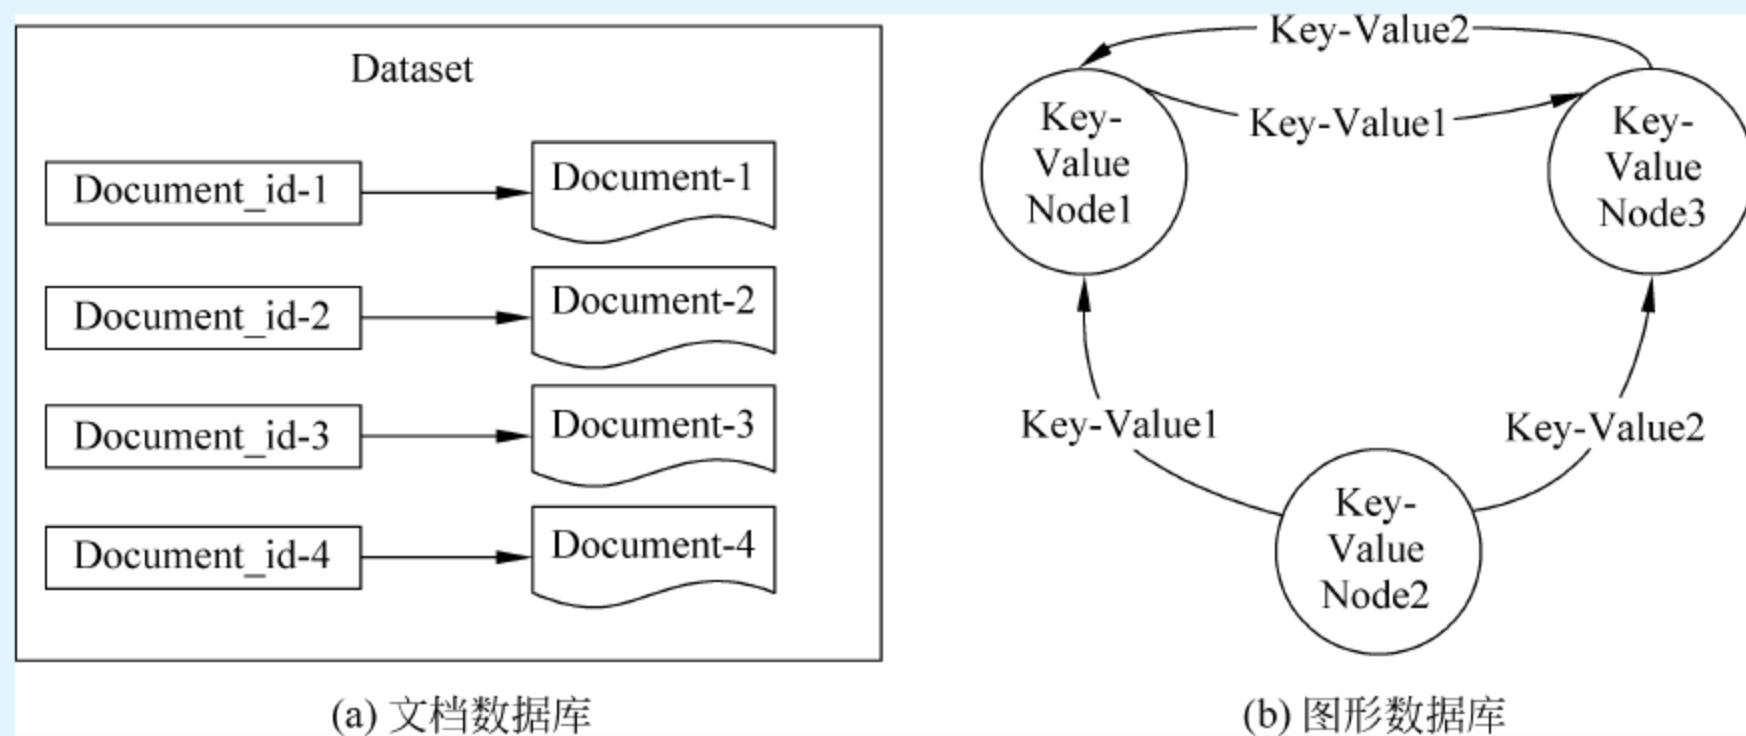 Dataset
Document_id-1
Document-1
Document_id-2
Document-2
Document_id-3
Document-3
Document_id-4
Document-4
(a) 文档数据库
Key-Value2
Key-Value1
Key-
Value
Node1
Key-
Value
Node3
Key-Value1
Key-Value2
Key-
Value
Node2
(b) 图形数据库